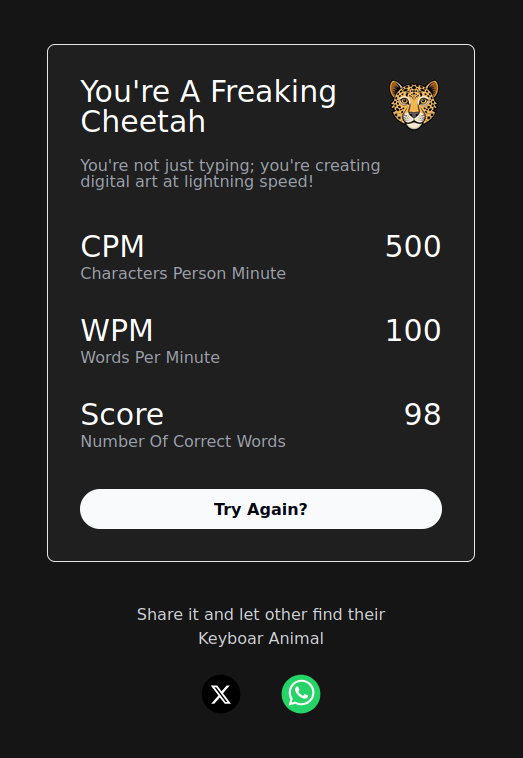 You're A Freaking
Cheetah
You're not just typing; you're creating
digital art at lightning speed!
CPM 500
Characters Person Minute
WPM 100
Words Per Minute
Score 98
Number Of Correct Words
Try Again?
Share it and let other find their
Keyboar Animal